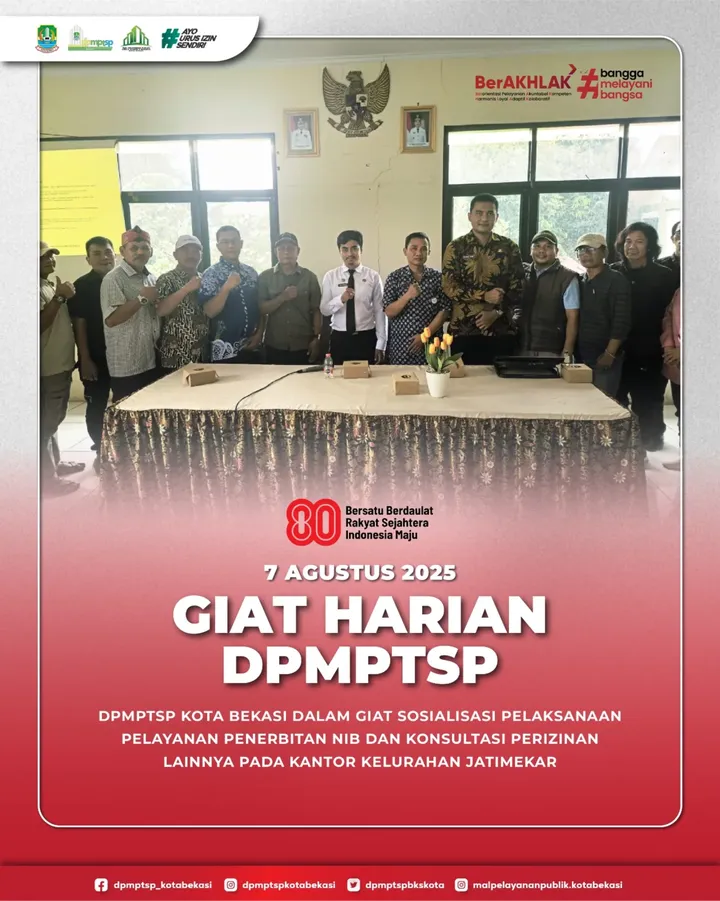 dpmptsp
#AYO
URUS IZIN
SENDIRI
BerAKHLAK
#bangga
melayani
bangsa
80
Bersatu Berdaulat
Rakyat Sejahtera
Indonesia Maju
7 AGUSTUS 2025
GIAT HARIAN
DPMPTSP
DPMPTSP KOTA BEKASI DALAM GIAT SOSIALISASI PELAKSANAAN
PELAYANAN PENERBITAN NIB DAN KONSULTASI PERIZINAN
LAINNYA PADA KANTOR KELURAHAN JATIMEKAR
dpmptsp_kotabekasi dpmptspkotabekasi dpmptspbkskota malpelayananpublik.kotabekasi